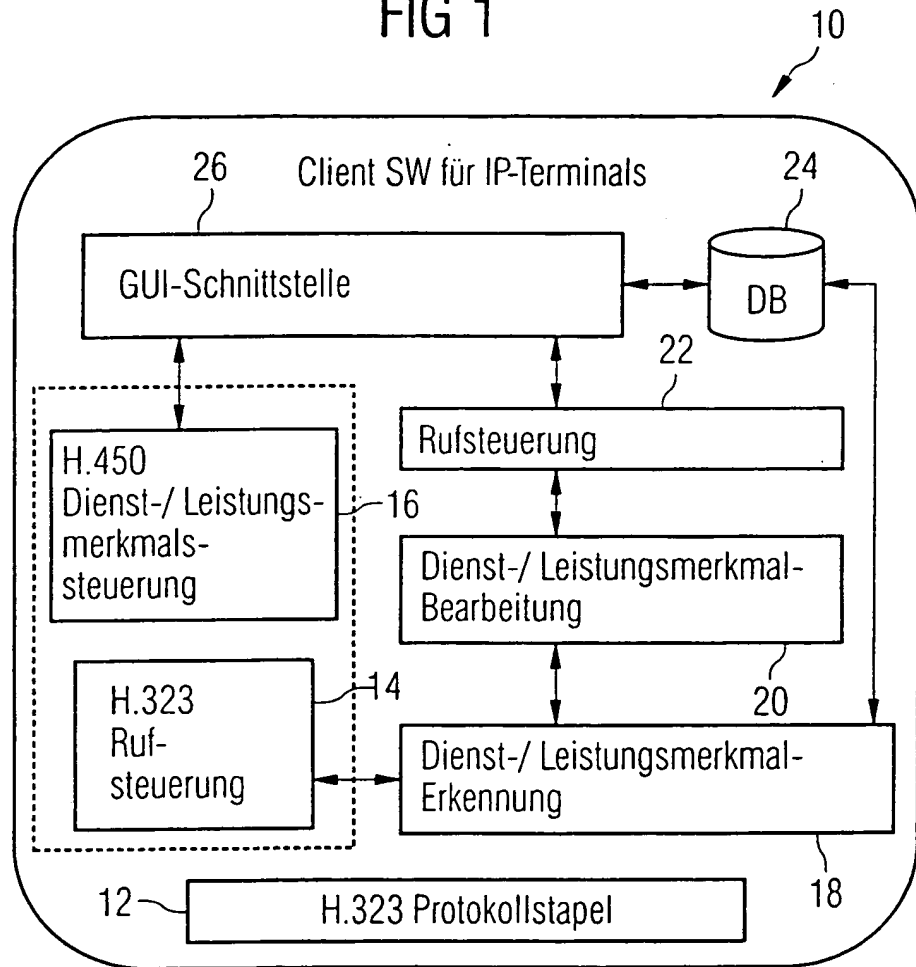 FIG 1
10
Client SW für IP-Terminals
26
24
GUI-Schnittstelle
DB
22
Rufsteuerung
H.450
Dienst-/ Leistungs-
merkmals-
steuerung
16
Dienst-/ Leistungsmerkmal-
Bearbeitung
20
H.323
Ruf-
steuerung
14
Dienst-/ Leistungsmerkmal-
Erkennung
18
12
H.323 Protokollstapel